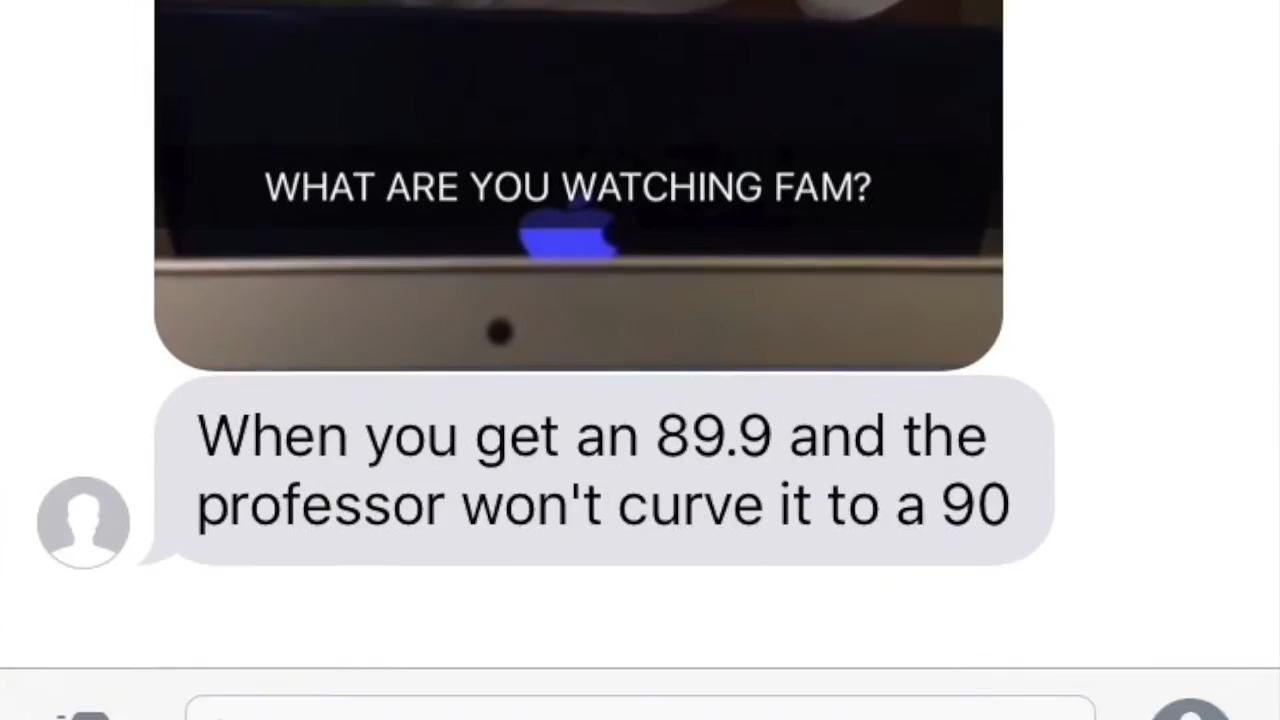 WHAT ARE YOU WATCHING FAM?
When you get an 89.9 and the
professor won't curve it to a 90